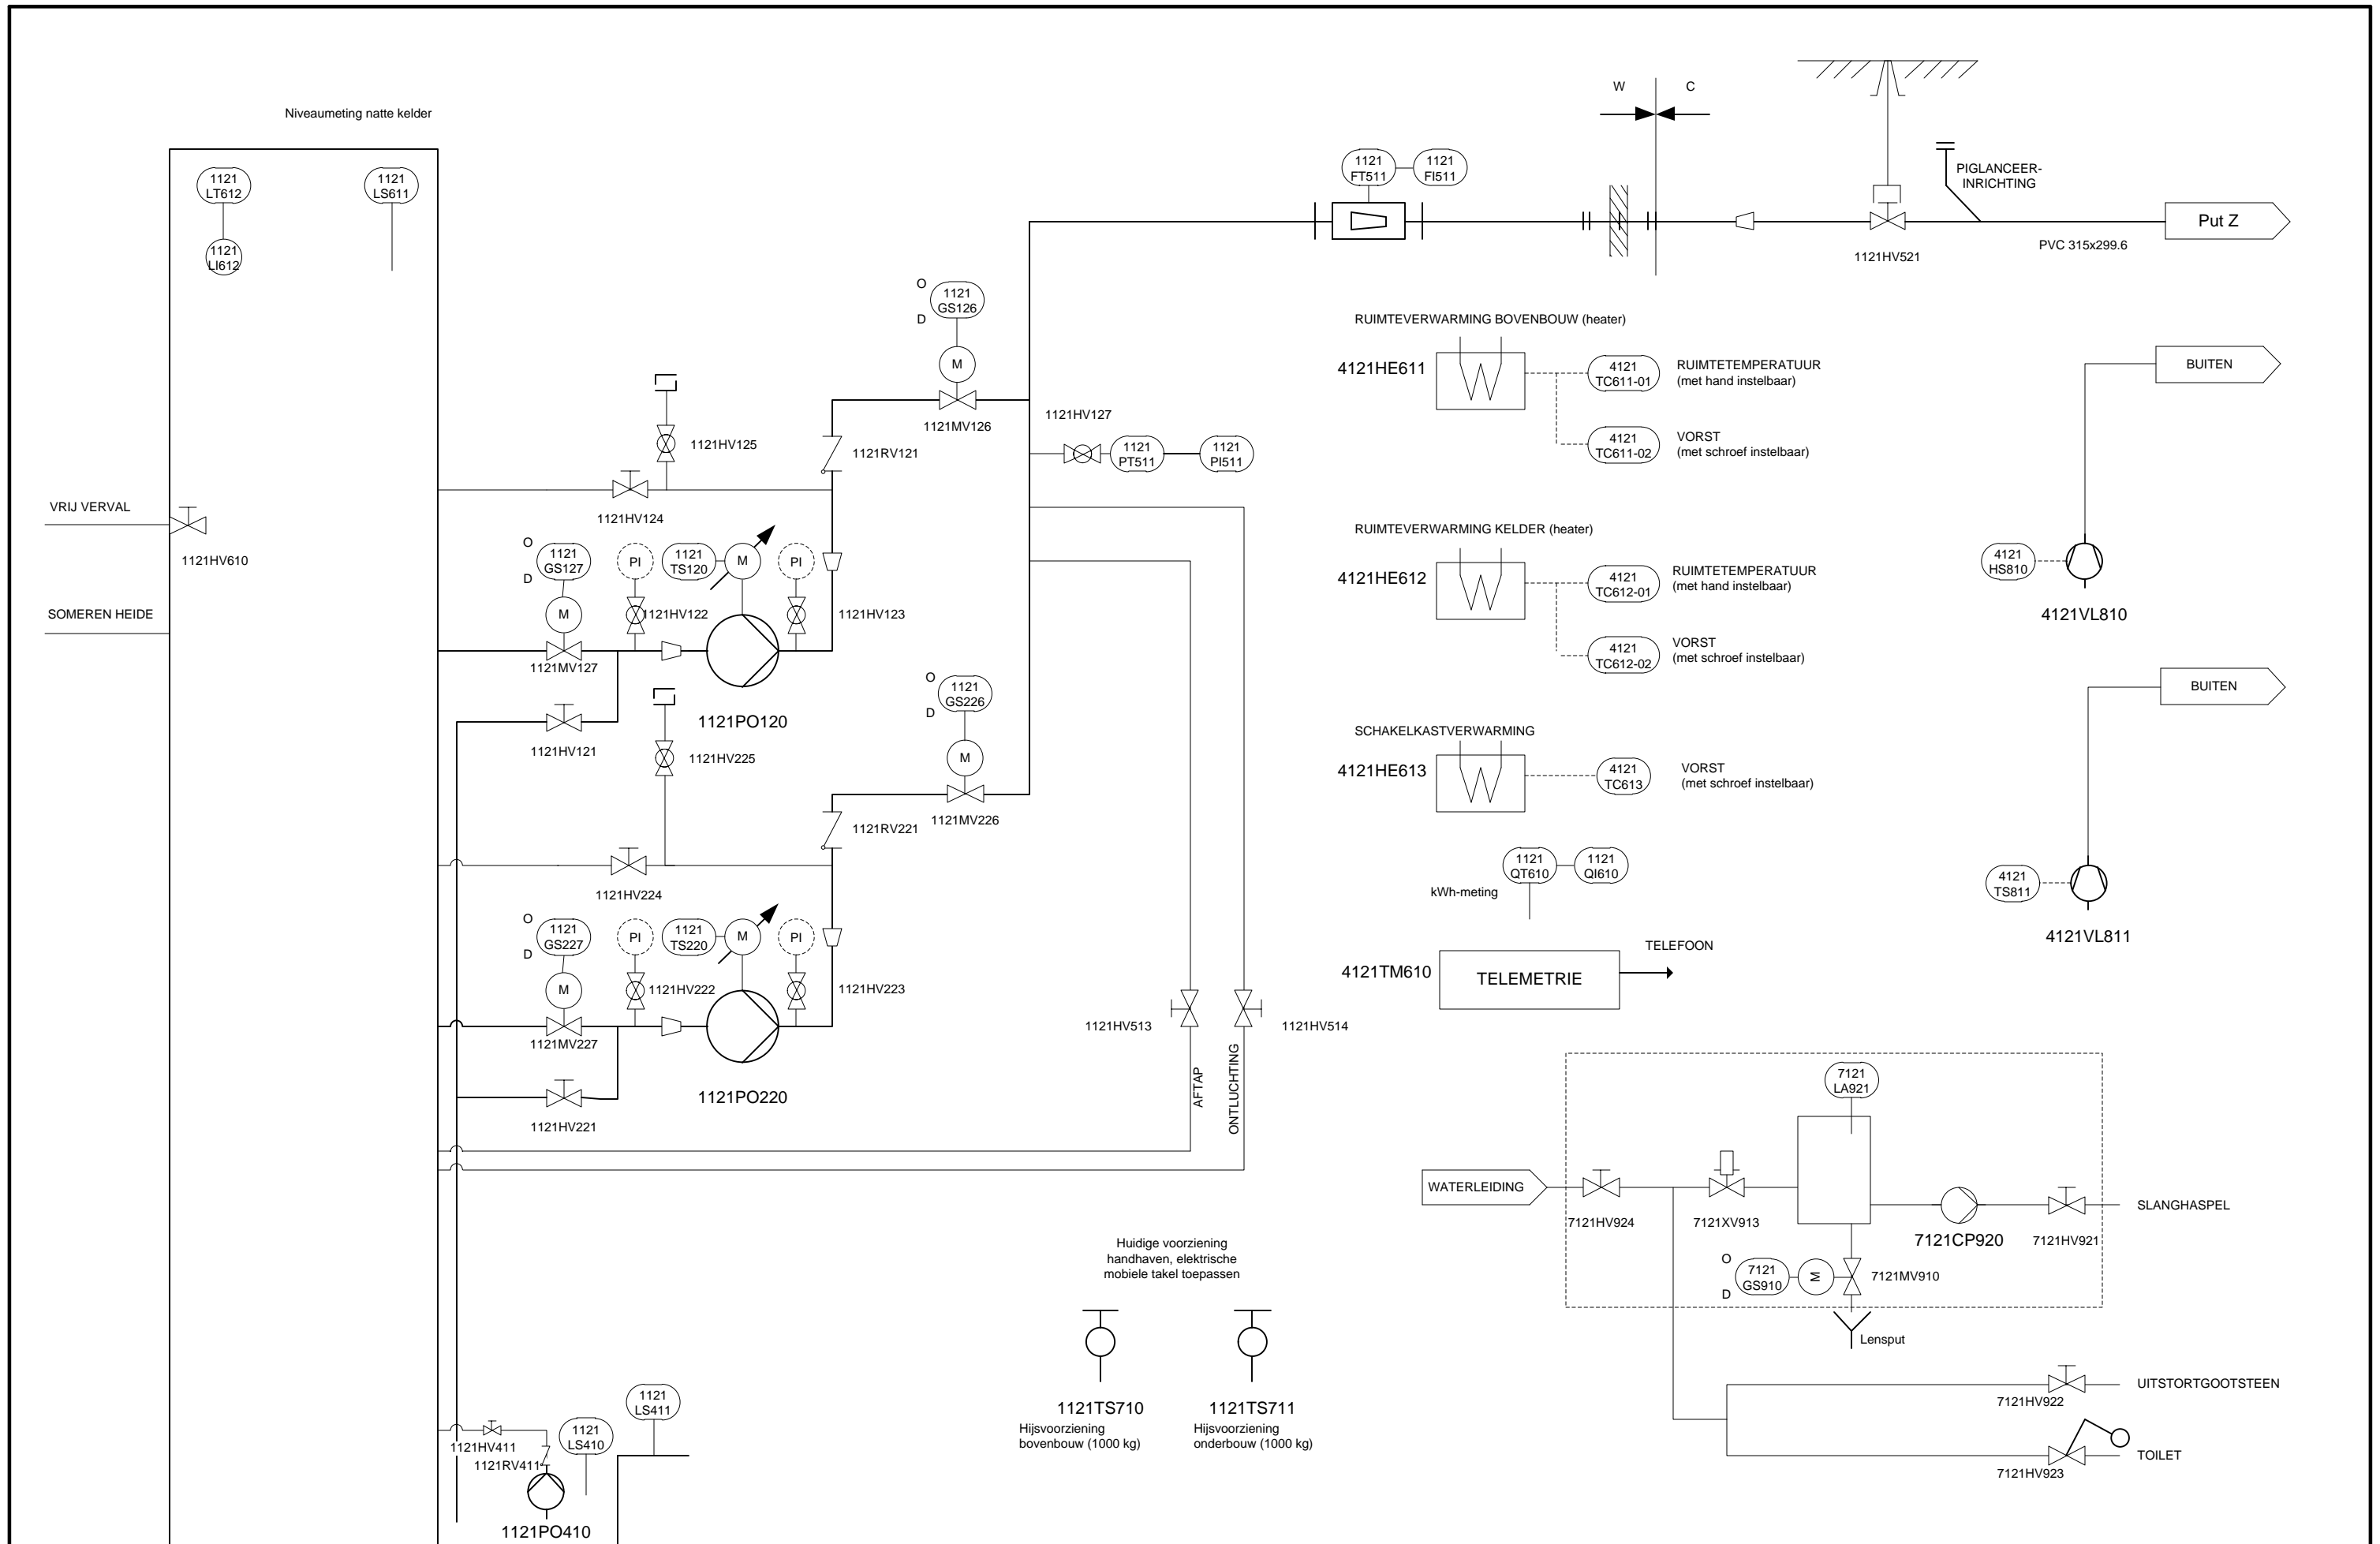 Niveaumeting natte kelder
1121
LT612
1121
LI612
1121
LS611
VRIJ VERVAL
1121HV610
SOMEREN HEIDE
W
C
1121
FT511
1121
FI511
PIGLANCEER-
INRICHTING
1121HV521
PVC 315x299.6
Put Z
O
D
1121
GS126
M
1121MV126
1121HV125
1121RV121
1121HV124
1121HV127
1121
PT511
1121
PI511
O
D
1121
GS127
M
1121MV127
PI
1121HV122
1121
TS120
M
PI
1121HV123
1121PO120
1121HV121
O
D
1121
GS226
M
1121MV226
1121HV225
1121RV221
1121HV224
O
D
1121
GS227
M
1121MV227
PI
1121HV222
1121
TS220
M
PI
1121HV223
1121PO220
1121HV221
1121HV513
1121HV514
AFTAP
ONTLUCHTING
RUIMTEVERWARMING BOVENBOUW (heater)
4121HE611
4121
TC611-01
RUIMTETEMPERATUUR
(met hand instelbaar)
4121
TC611-02
VORST
(met schroef instelbaar)
RUIMTEVERWARMING KELDER (heater)
4121HE612
4121
TC612-01
RUIMTETEMPERATUUR
(met hand instelbaar)
4121
TC612-02
VORST
(met schroef instelbaar)
SCHAKELKASTVERWARMING
4121HE613
4121
TC613
VORST
(met schroef instelbaar)
BUITEN
4121
HS810
4121VL810
BUITEN
4121
TS811
4121VL811
1121
QT610
1121
QI610
kWh-meting
4121TM610
TELEMETRIE
TELEFOON
7121
LA921
WATERLEIDING
7121HV924
7121XV913
7121CP920
7121HV921
SLANGHASPEL
O
D
7121
GS910
M
7121MV910
Lensput
7121HV922
UITSTORTGOOTSTEEN
7121HV923
TOILET
Huidige voorziening
handhaven, elektrische
mobiele takel toepassen
1121TS710
Hijsvoorziening
bovenbouw (1000 kg)
1121TS711
Hijsvoorziening
onderbouw (1000 kg)
1121
LS411
1121
LS410
1121HV411
1121RV411
1121PO410